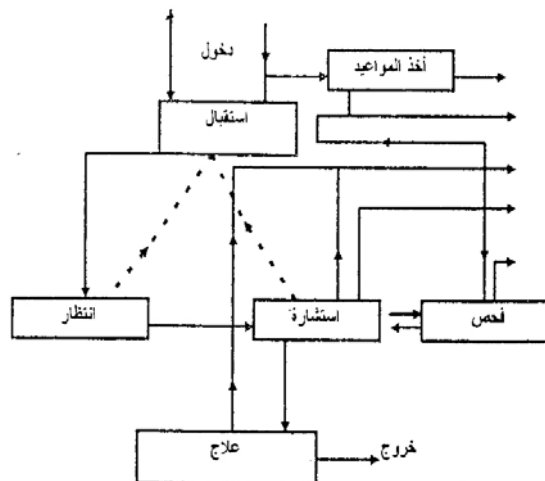 دخول
أخذ المواعيد
استقبال
انتظار
استشارة
فحص
علاج
خروج